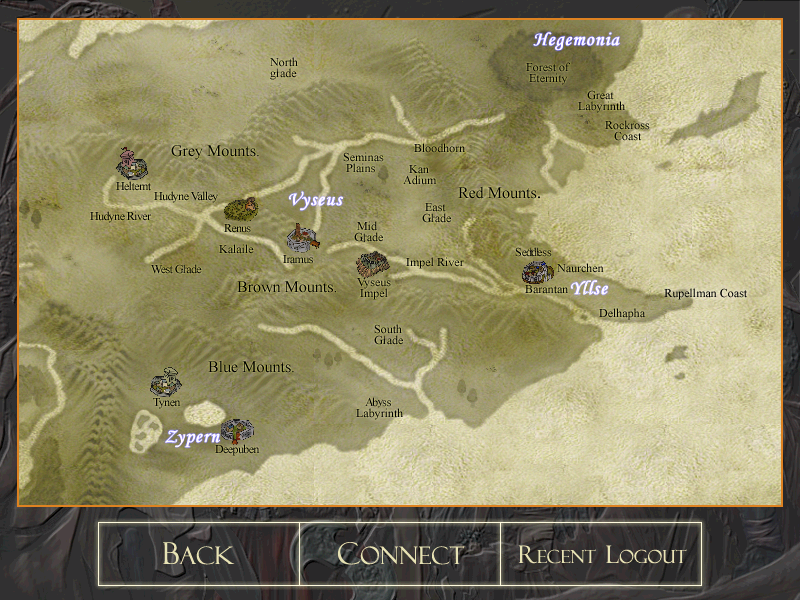 Hegemonia
North
glade
Forest of
Eternity
Great
Labyrinth
Rockross
Coast
Grey Mounts.
Bloodhorn
Seminas
Plains
Kan
Adium
Heltemt
Hudyne Valley
Vyseus
Red Mounts.
Hudyne River
East
Glade
Renus
Mid
Glade
Kalaile
Iramus
Seddless
West Glade
Impel River
Naurchen
Brown Mounts.
Vyseus
Impel
Barantan
Yllse
Rupellman Coast
Delhapha
South
Glade
Blue Mounts.
Tynen
Abyss
Labyrinth
Zypern
Deepuben
Back
Connect
Recent Logout